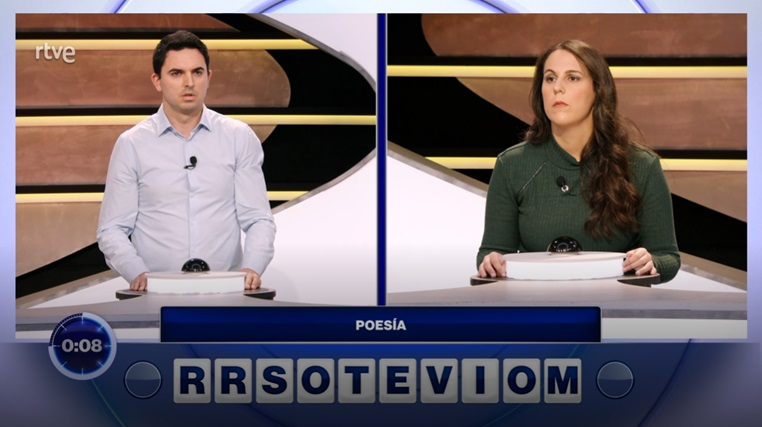 rtve
POESÍA
0:08
RRSOTEVIOM